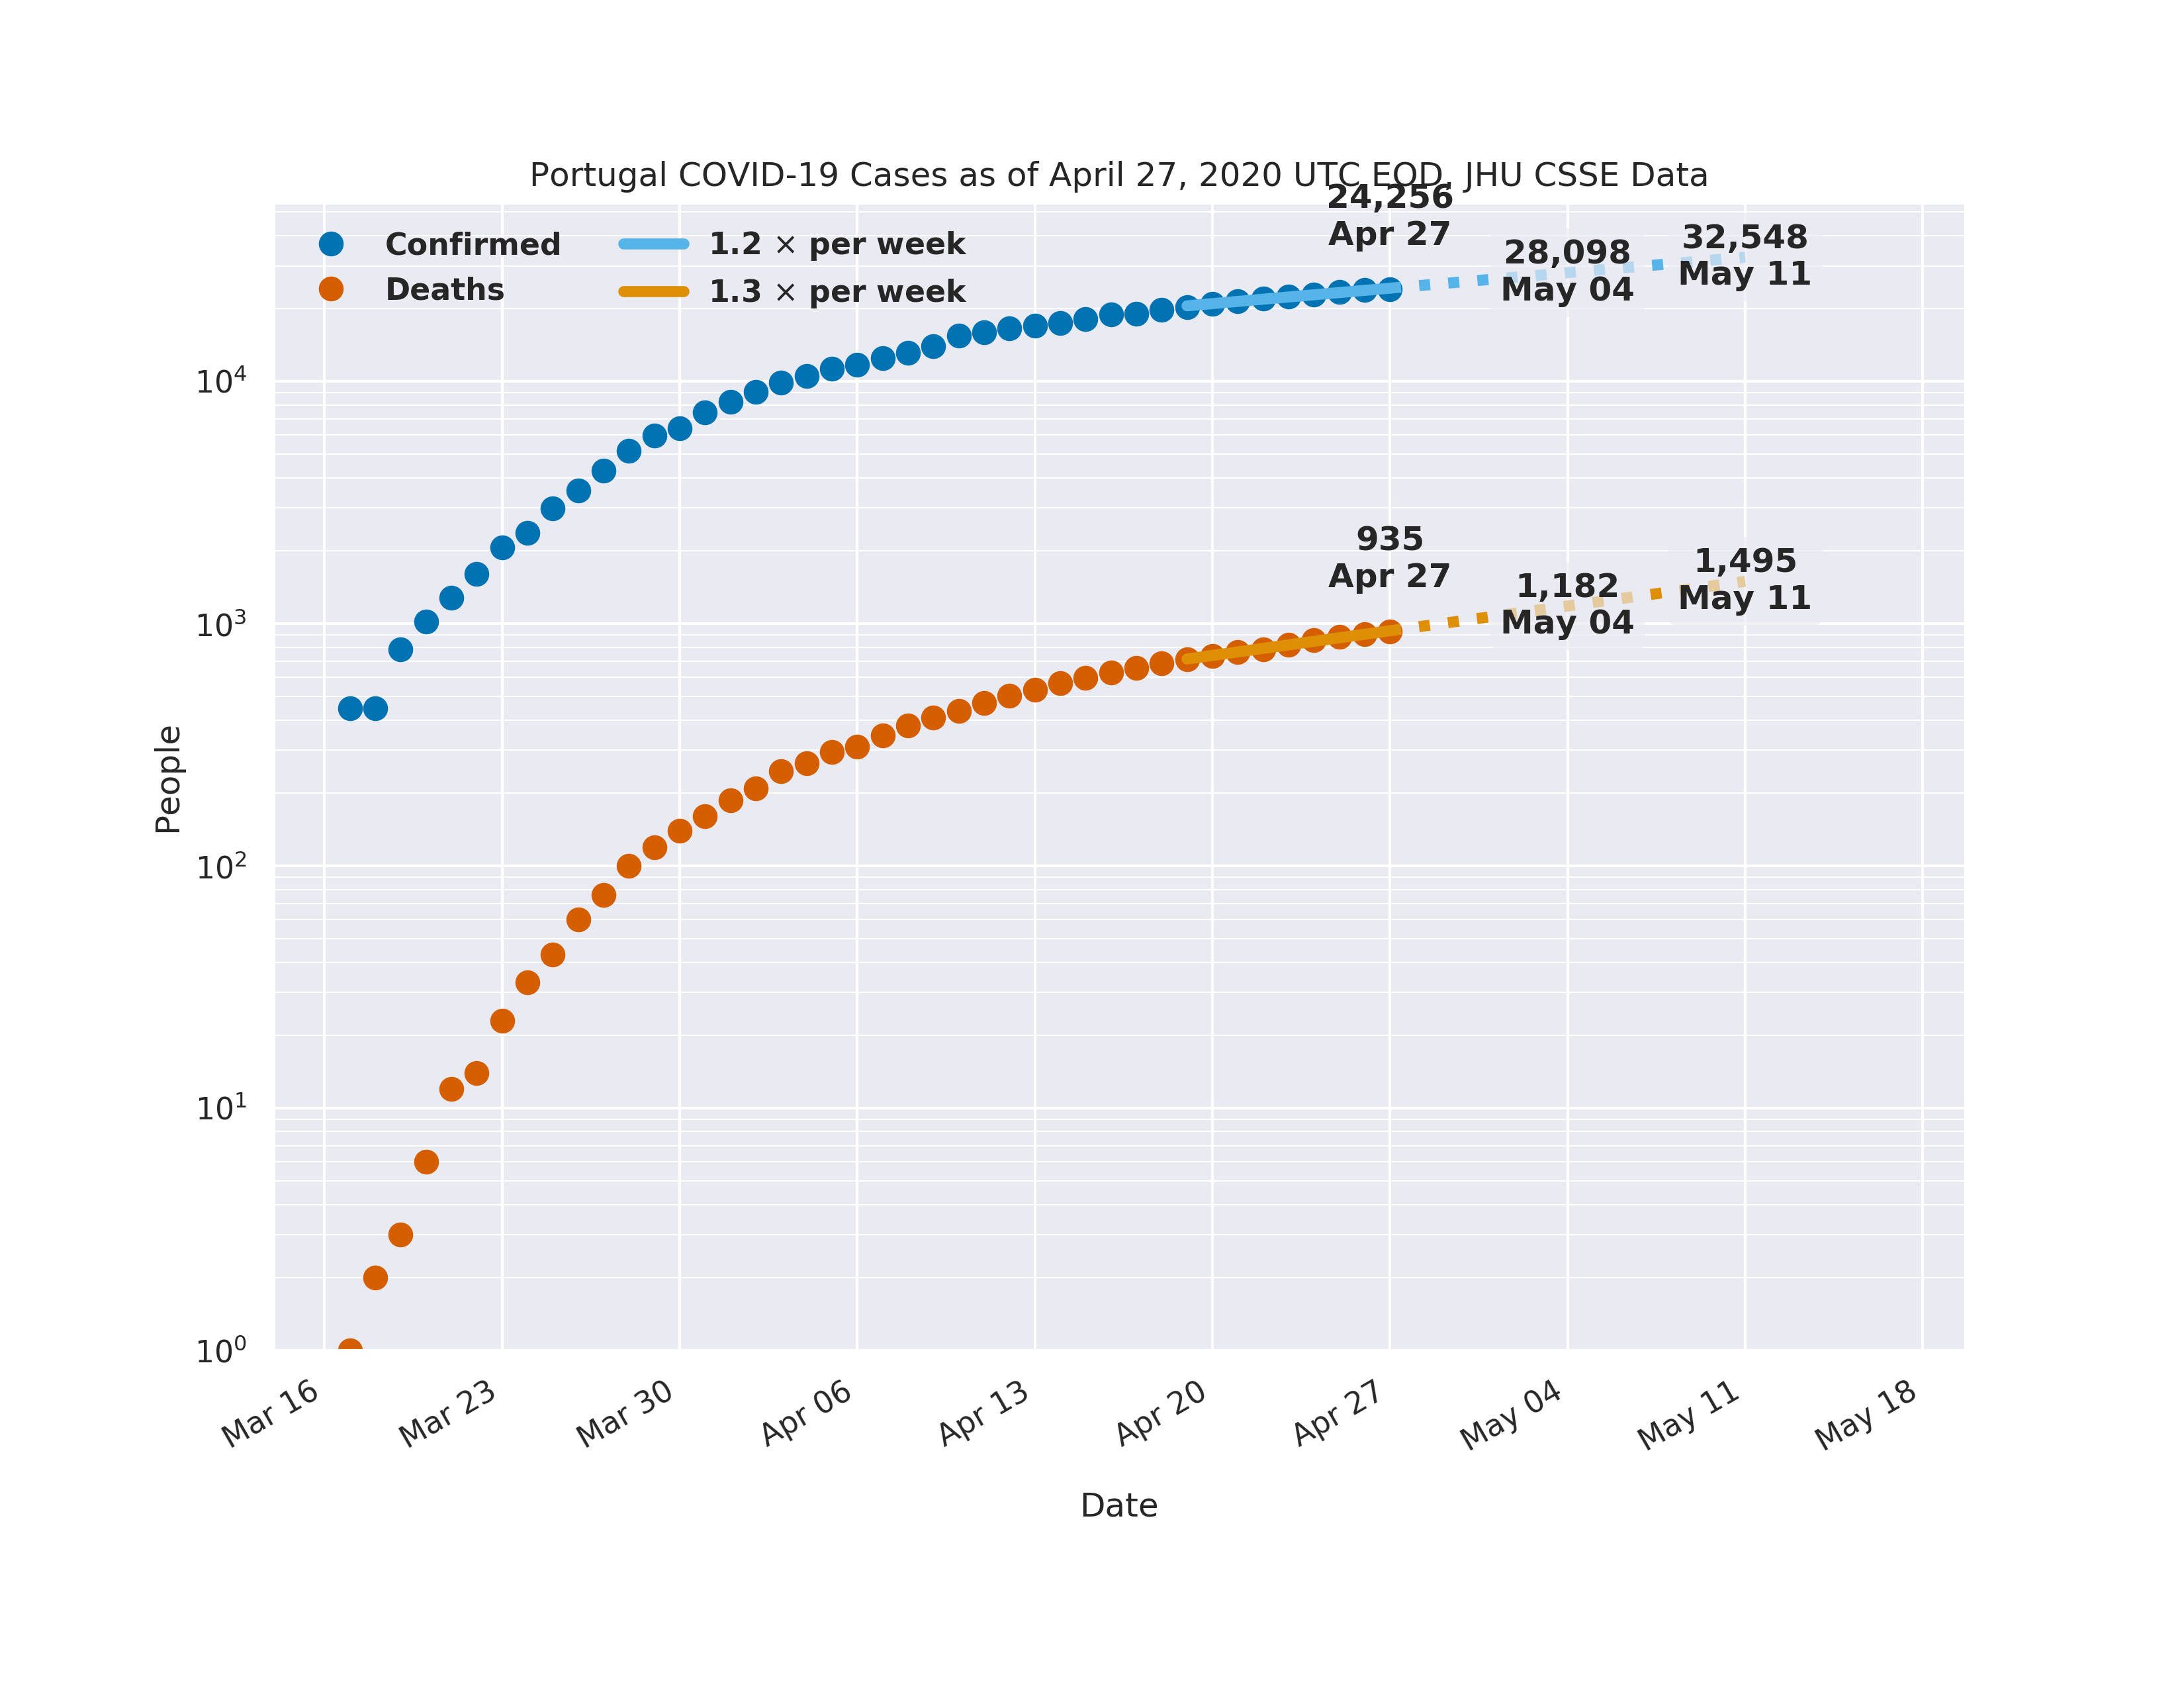 Portugal COVID-19 Cases as of April 27, 2020 UTC EOD, JHU CSSE Data
Confirmed
Deaths
1.2 × per week
1.3 × per week
24,256
Apr 27
28,098
May 04
32,548
May 11
935
Apr 27
1,182
May 04
1,495
May 11
People
10⁴
10³
10²
10¹
10⁰
Mar 16
Mar 23
Mar 30
Apr 06
Apr 13
Apr 20
Apr 27
May 04
May 11
May 18
Date